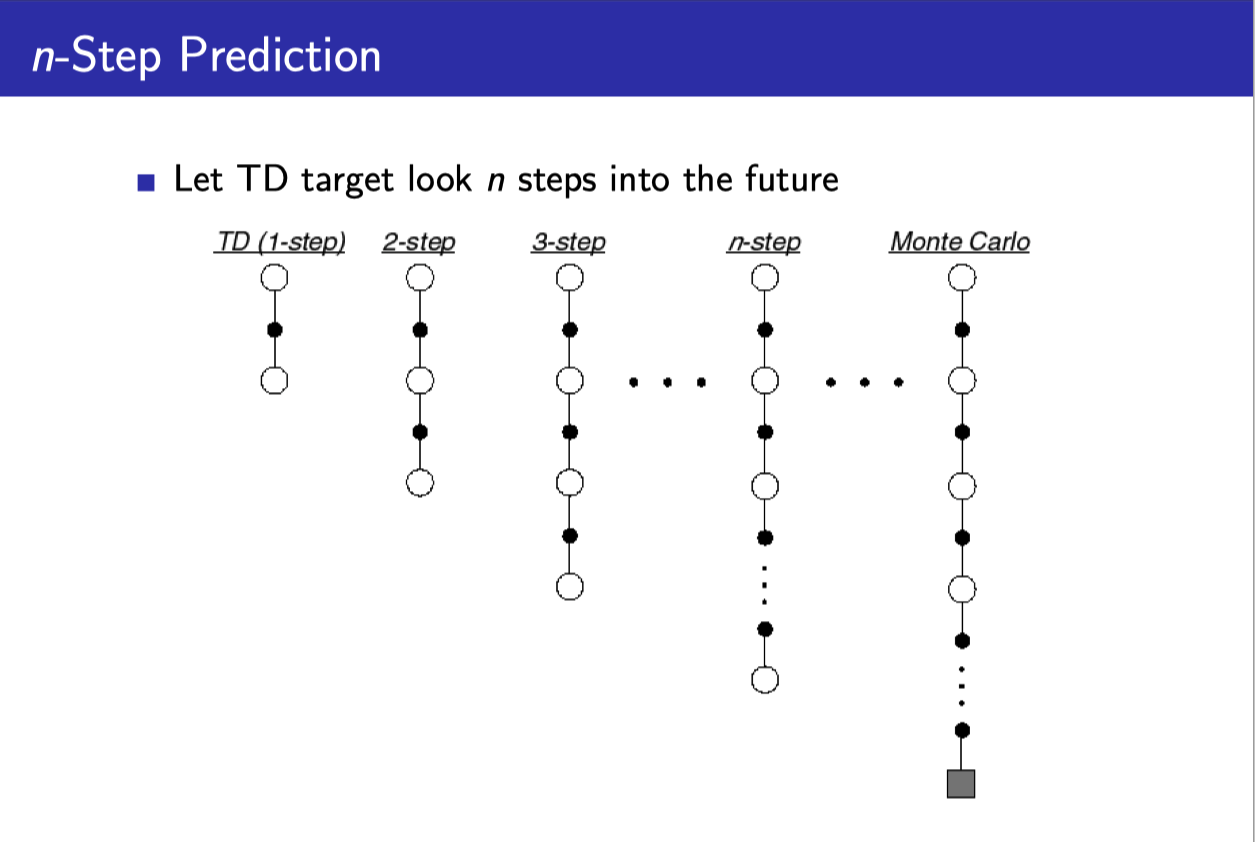 n-Step Prediction
Let TD target look n steps into the future
TD (1-step) 2-step 3-step n-step Monte Carlo